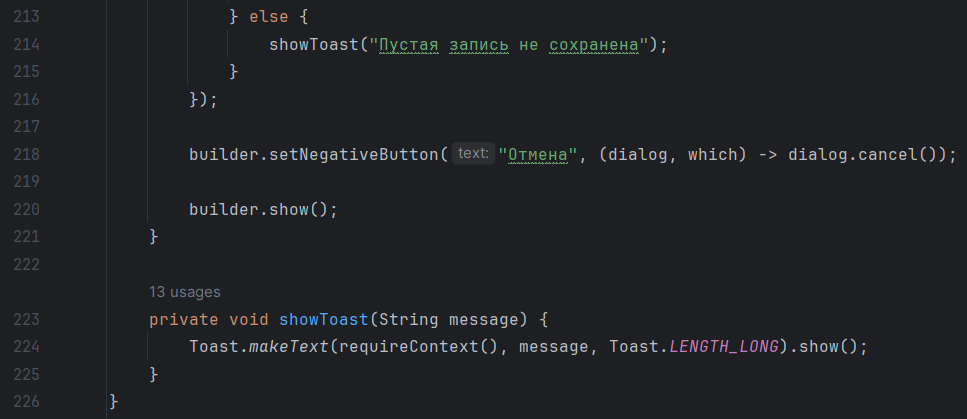 213 } else {
214 showToast("Пустая запись не сохранена");
215 }
216 });
217
218 builder.setNegativeButton( text: "Отмена", (dialog, which) -> dialog.cancel());
219
220 builder.show();
221 }
222
13 usages
223 private void showToast(String message) {
224 Toast.makeText(requireContext(), message, Toast.LENGTH_LONG).show();
225 }
226 }